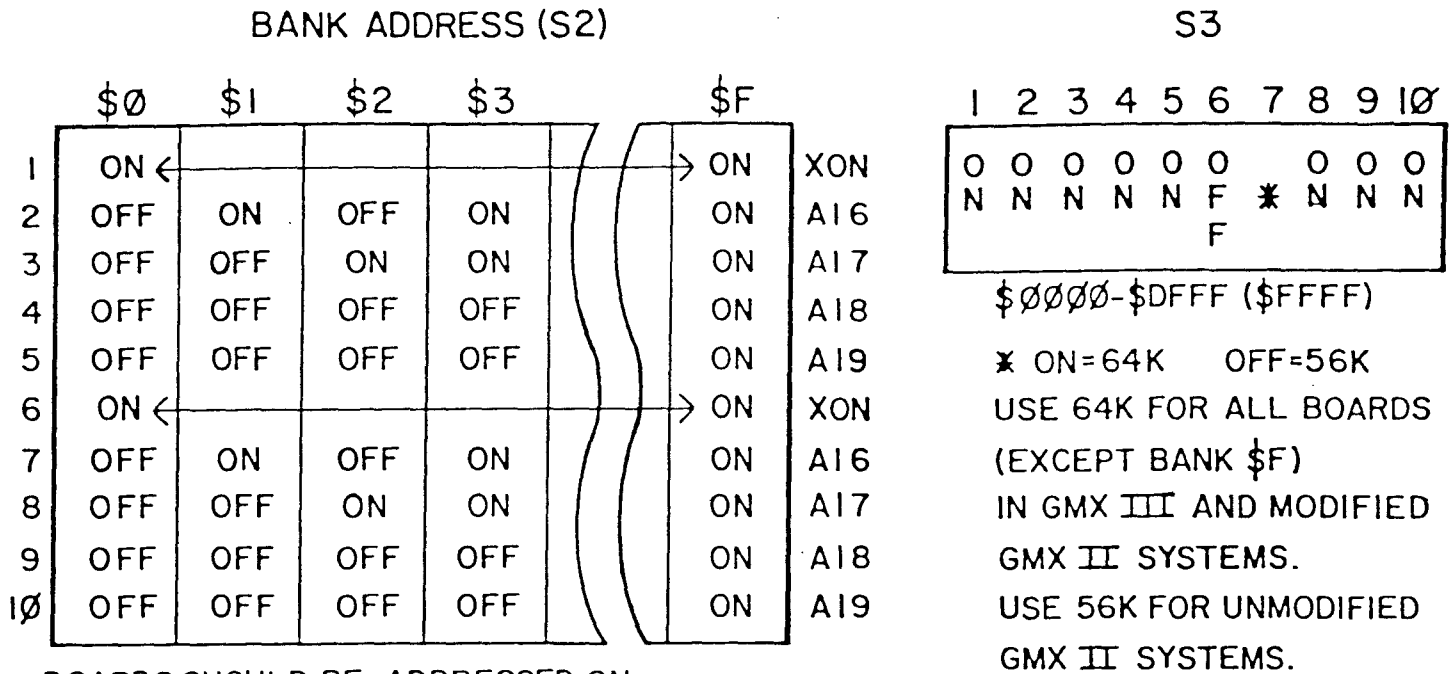 BANK ADDRESS (S2)
$Ø $1 $2 $3 $F
1 ON ON XON
2 OFF ON OFF ON ON A16
3 OFF OFF ON ON ON A17
4 OFF OFF OFF OFF ON A18
5 OFF OFF OFF OFF ON A19
6 ON ON XON
7 OFF ON OFF ON ON A16
8 OFF OFF ON ON ON A17
9 OFF OFF OFF OFF ON A18
1Ø OFF OFF OFF OFF ON A19
BOARDS SHOULD BE ADDRESSED ON
S3
1 2 3 4 5 6 7 8 9 1Ø
O O O O O O O O O
N N N N N F * N N N
F
$ØØØØ-$DFFF ($FFFF)
* ON=64K OFF=56K
USE 64K FOR ALL BOARDS
(EXCEPT BANK $F)
IN GMX III AND MODIFIED
GMX II SYSTEMS.
USE 56K FOR UNMODIFIED
GMX II SYSTEMS.